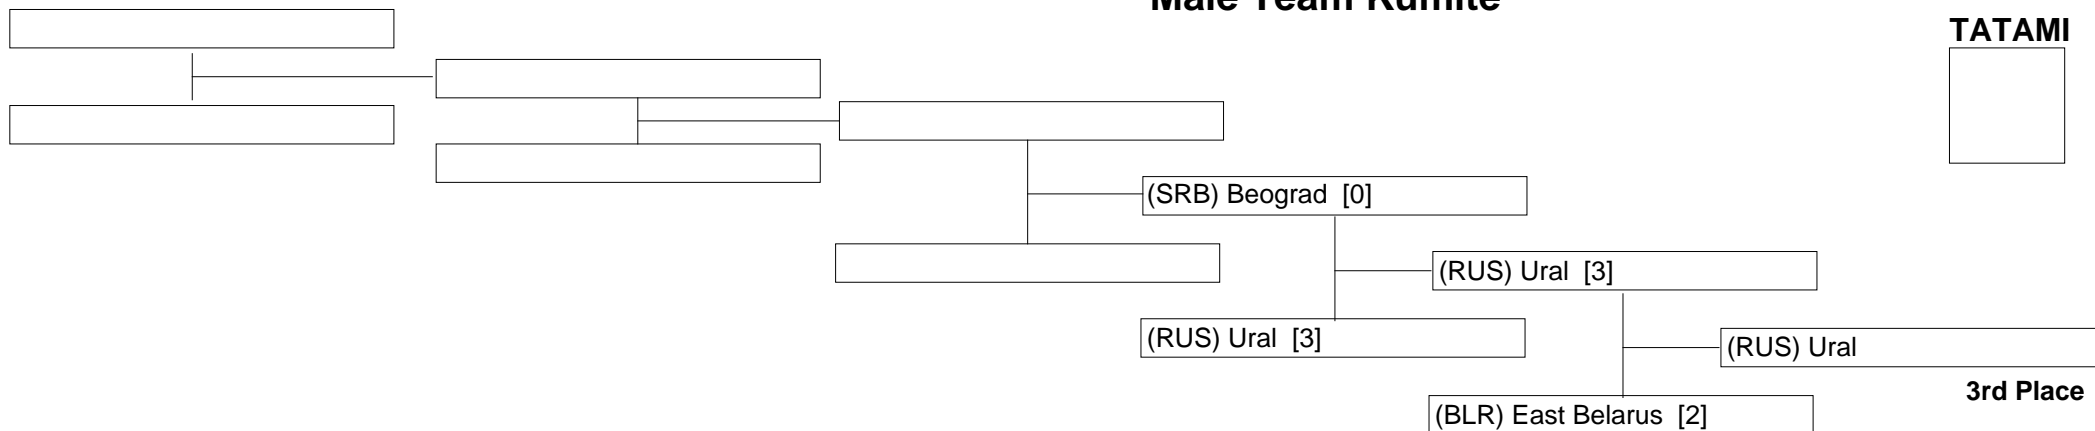 Male Team Kumite
TATAMI
(SRB) Beograd [0]
(RUS) Ural [3]
(RUS) Ural [3]
(RUS) Ural
3rd Place
(BLR) East Belarus [2]